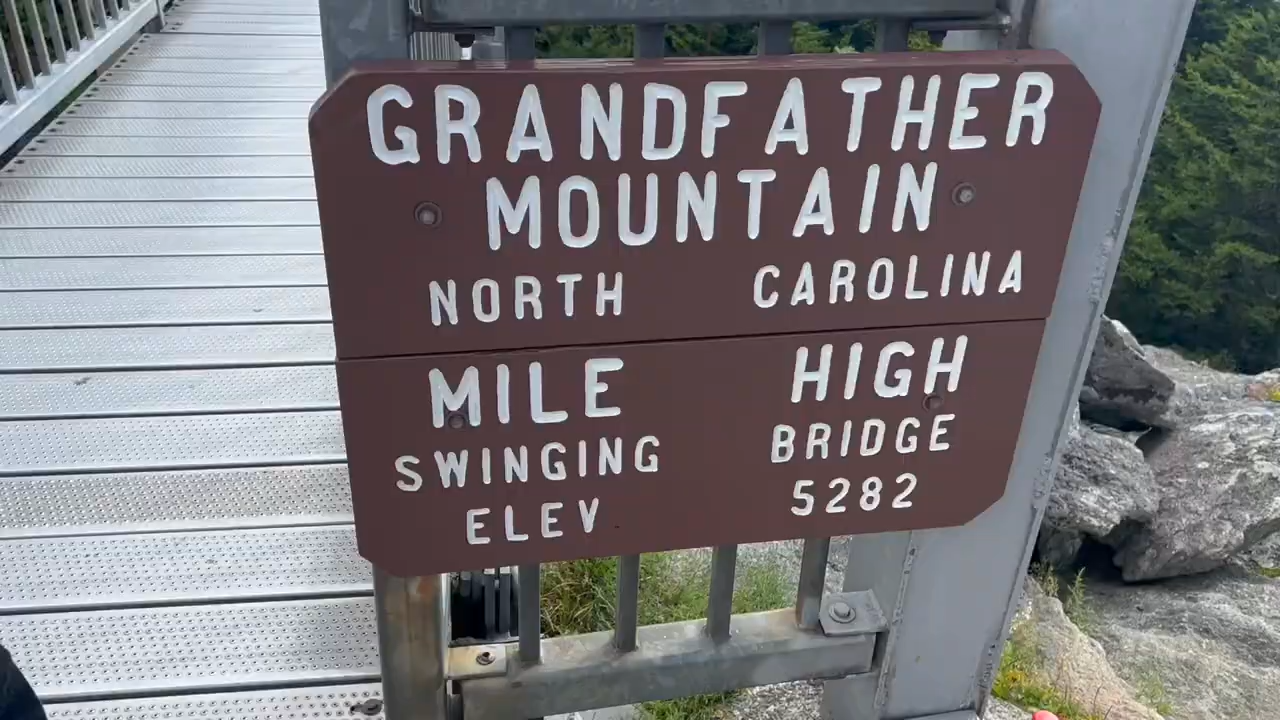 GRANDFATHER
MOUNTAIN
NORTH CAROLINA
MILE HIGH
SWINGING BRIDGE
ELEV 5282